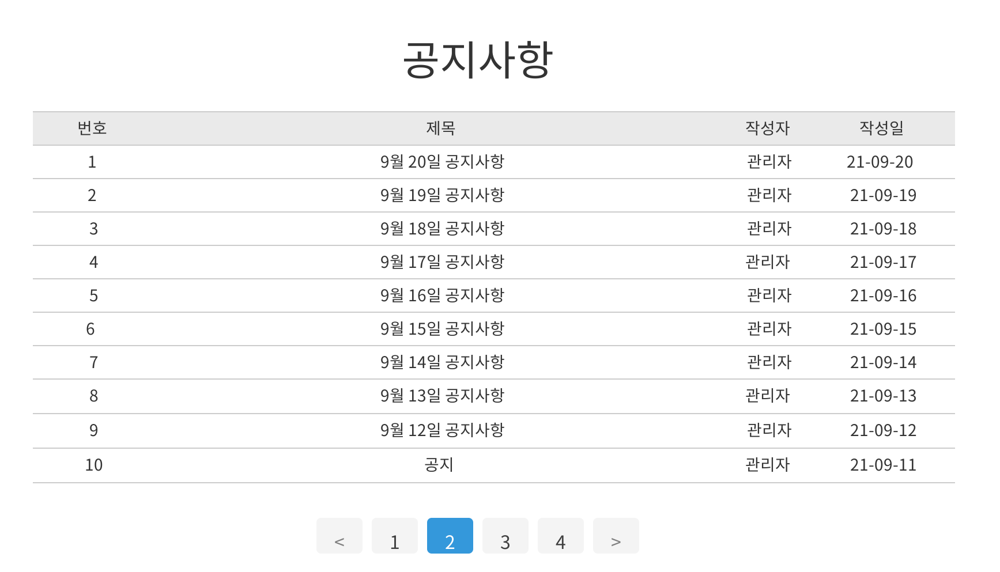 공지사항
번호 제목 작성자 작성일
1 9월 20일 공지사항 관리자 21-09-20
2 9월 19일 공지사항 관리자 21-09-19
3 9월 18일 공지사항 관리자 21-09-18
4 9월 17일 공지사항 관리자 21-09-17
5 9월 16일 공지사항 관리자 21-09-16
6 9월 15일 공지사항 관리자 21-09-15
7 9월 14일 공지사항 관리자 21-09-14
8 9월 13일 공지사항 관리자 21-09-13
9 9월 12일 공지사항 관리자 21-09-12
10 공지 관리자 21-09-11
< 1 2 3 4 >